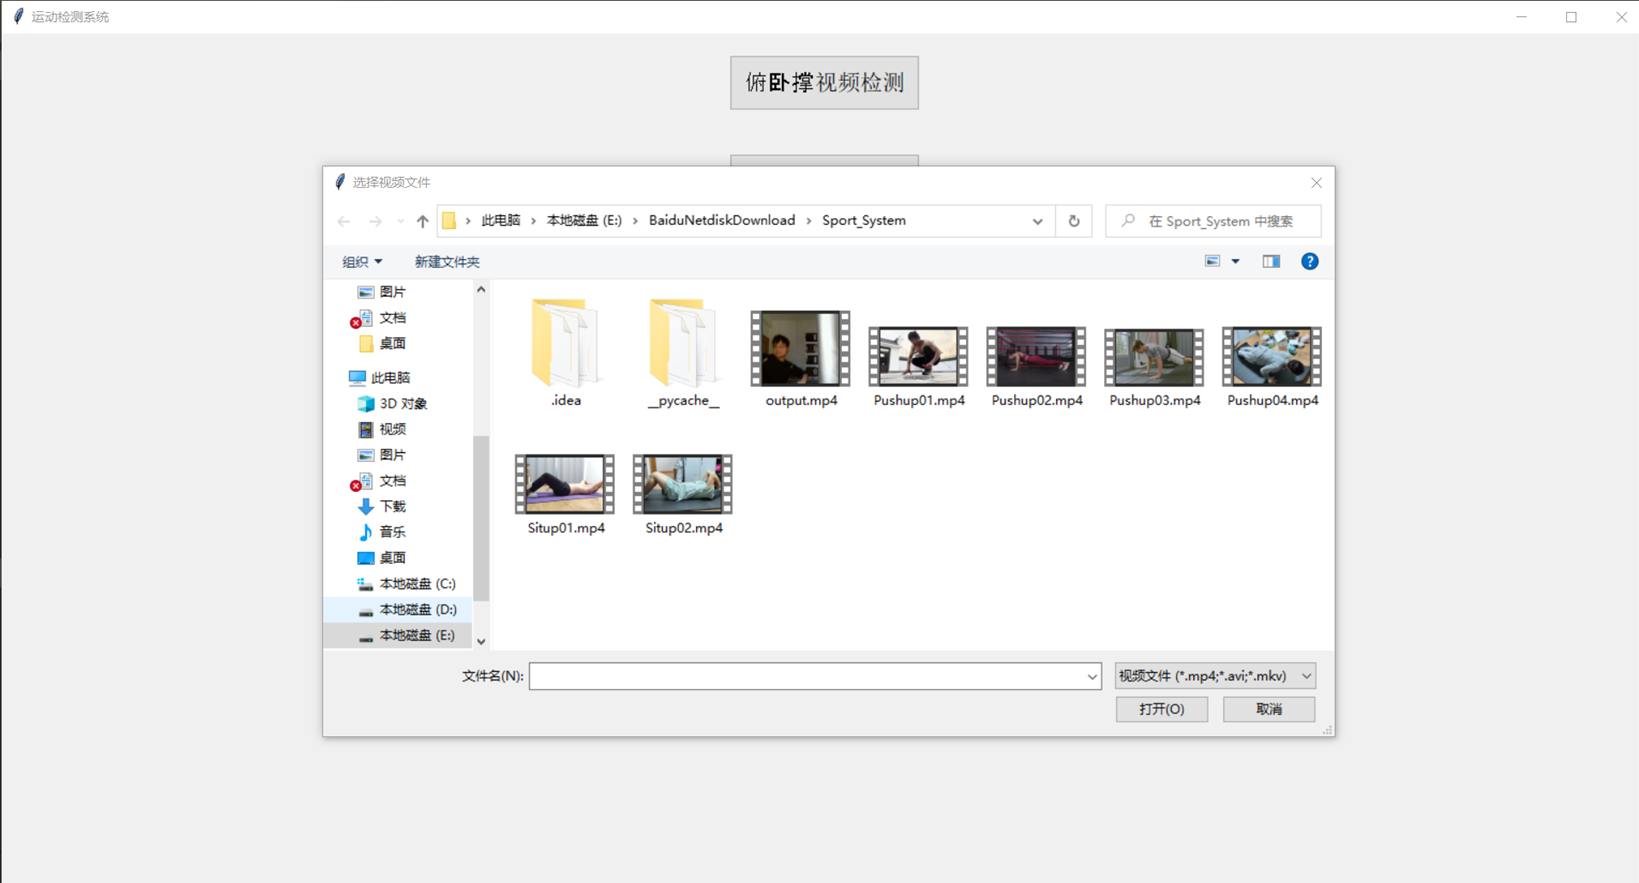 运动检测系统
俯卧撑视频检测
选择视频文件
此电脑 › 本地磁盘 (E:) › BaiduNetdiskDownload › Sport_System
在 Sport_System 中搜索
组织 新建文件夹
图片
文档
桌面
此电脑
3D 对象
视频
图片
文档
下载
音乐
桌面
本地磁盘 (C:)
本地磁盘 (D:)
本地磁盘 (E:)
.idea
__pycache__
output.mp4
Pushup01.mp4
Pushup02.mp4
Pushup03.mp4
Pushup04.mp4
Situp01.mp4
Situp02.mp4
文件名(N):
视频文件 (*.mp4;*.avi;*.mkv)
打开(O)
取消